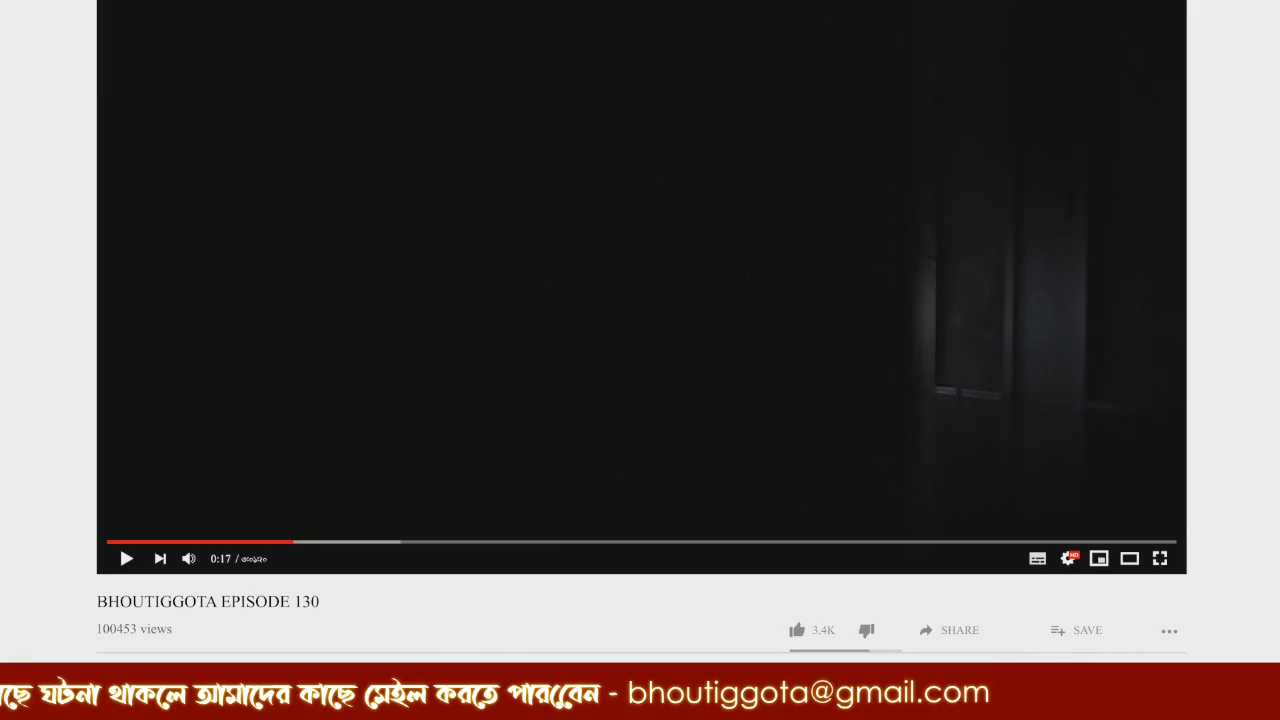 HD
0:17 /
BHOUTIGGOTA EPISODE 130
100453 views
3.4K
SHARE
SAVE
ছে ঘটনা থাকলে আমাদের কাছে মেইল করতে পারবেন - bhoutiggota@gmail.com